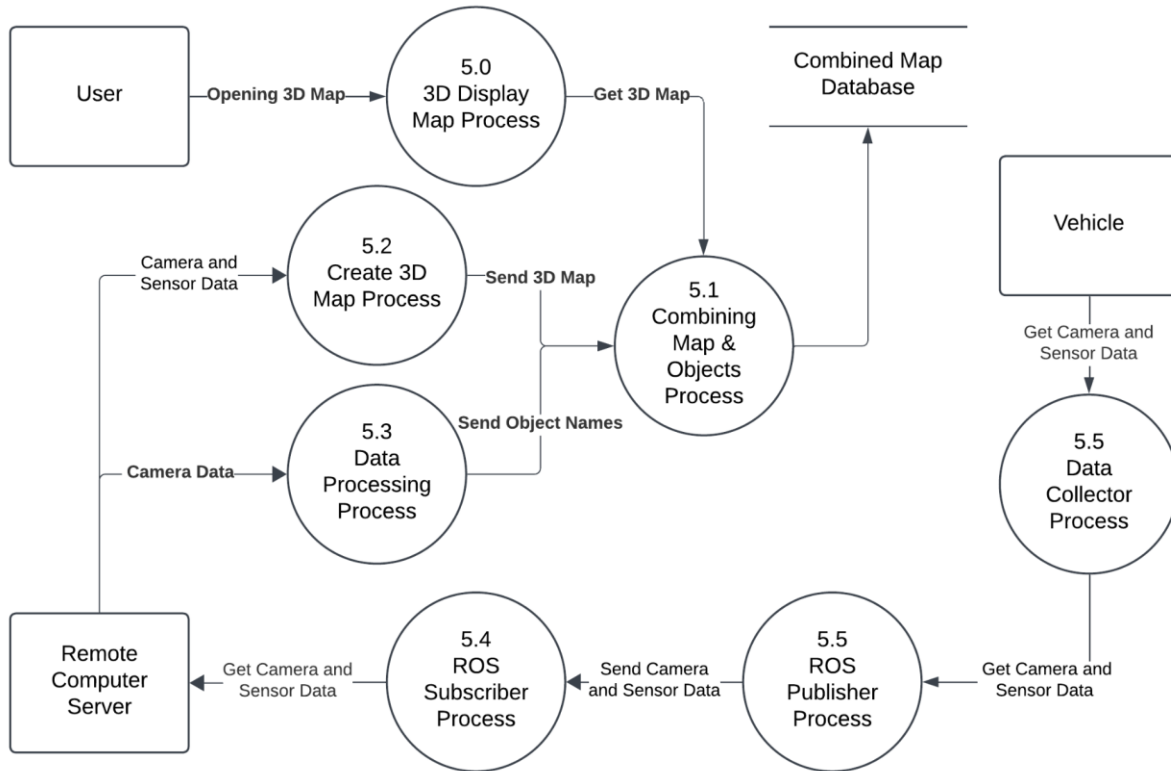 User
Opening 3D Map
5.0
3D Display
Map Process
Get 3D Map
Combined Map
Database
Vehicle
Camera and
Sensor Data
5.2
Create 3D
Map Process
Send 3D Map
5.1
Combining
Map &
Objects
Process
Get Camera and
Sensor Data
Camera Data
5.3
Data
Processing
Process
Send Object Names
5.5
Data
Collector
Process
Remote
Computer
Server
Get Camera and
Sensor Data
5.4
ROS
Subscriber
Process
Send Camera
and Sensor Data
5.5
ROS
Publisher
Process
Get Camera and
Sensor Data